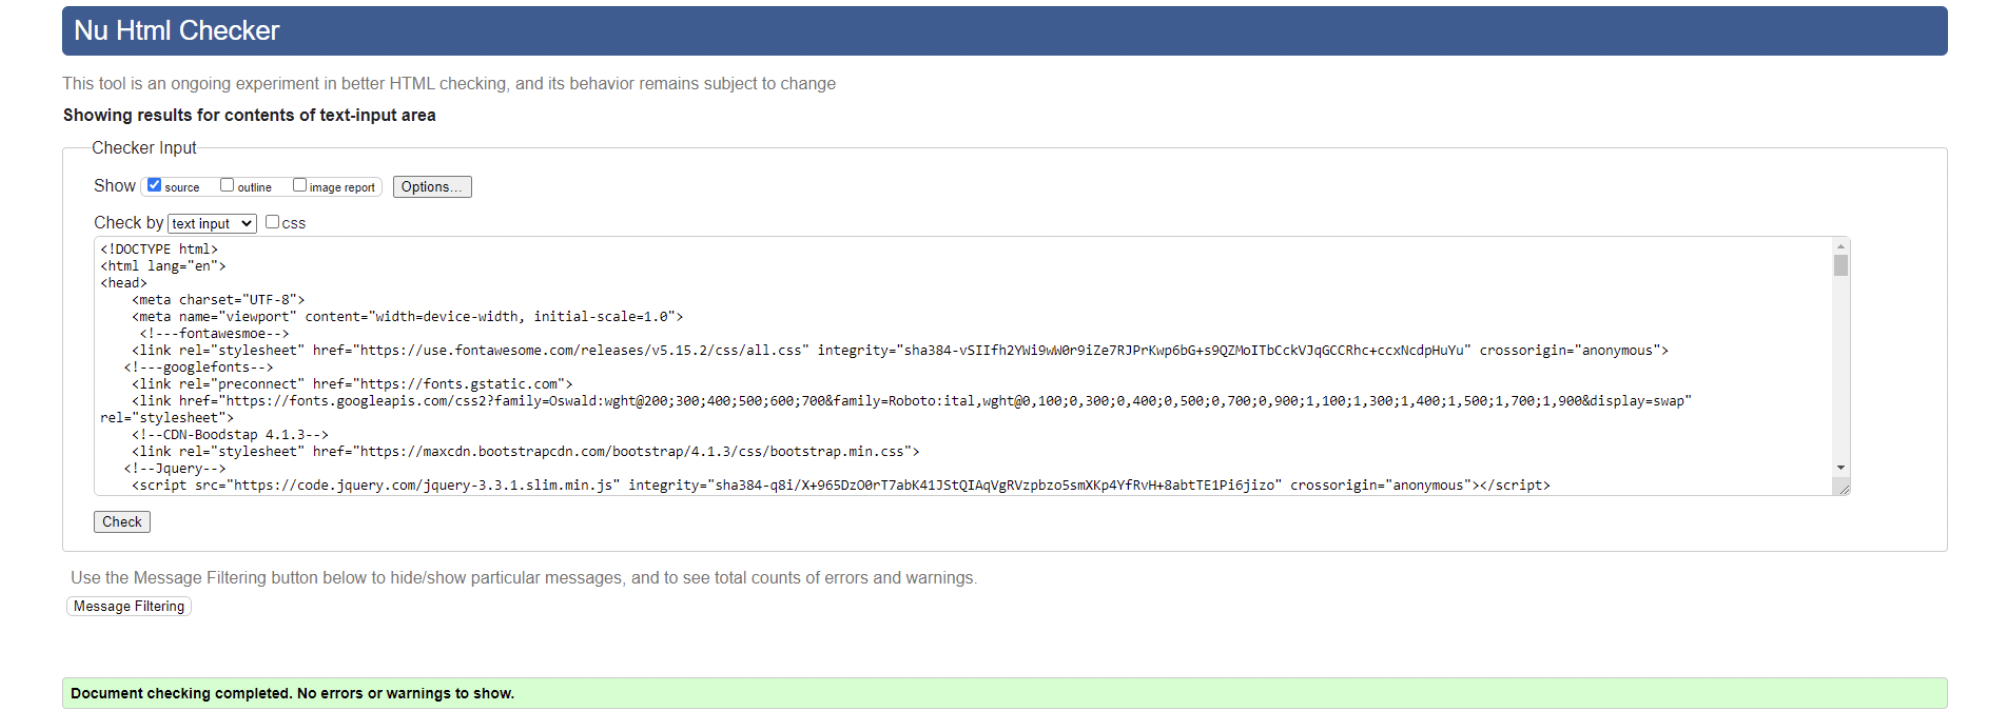 Nu Html Checker
This tool is an ongoing experiment in better HTML checking, and its behavior remains subject to change
Showing results for contents of text-input area
Checker Input
Show source outline image report Options...
Check by text input css
<!DOCTYPE html>
<html lang="en">
<head>
<meta charset="UTF-8">
<meta name="viewport" content="width=device-width, initial-scale=1.0">
<!---fontawesmoe-->
<link rel="stylesheet" href="https://use.fontawesome.com/releases/v5.15.2/css/all.css" integrity="sha384-vSIIfh2YWi9wW0r9iZe7RJPrKwp6bG+s9QZMoITbCckVJqGCCRhc+ccxNcdpHuYu" crossorigin="anonymous">
<!---googlefonts-->
<link rel="preconnect" href="https://fonts.gstatic.com">
<link href="https://fonts.googleapis.com/css2?family=Oswald:wght@200;300;400;500;600;700&family=Roboto:ital,wght@0,100;0,300;0,400;0,500;0,700;0,900;1,100;1,300;1,400;1,500;1,700;1,900&display=swap"
rel="stylesheet">
<!--CDN-Boodstap 4.1.3-->
<link rel="stylesheet" href="https://maxcdn.bootstrapcdn.com/bootstrap/4.1.3/css/bootstrap.min.css">
<!--Jquery-->
<script src="https://code.jquery.com/jquery-3.3.1.slim.min.js" integrity="sha384-q8i/X+965DzO0rT7abK41JStQIAqVgRVzpbzo5smXKp4YfRvH+8abtTE1Pi6jizo" crossorigin="anonymous"></script>
Check
Use the Message Filtering button below to hide/show particular messages, and to see total counts of errors and warnings.
Message Filtering
Document checking completed. No errors or warnings to show.